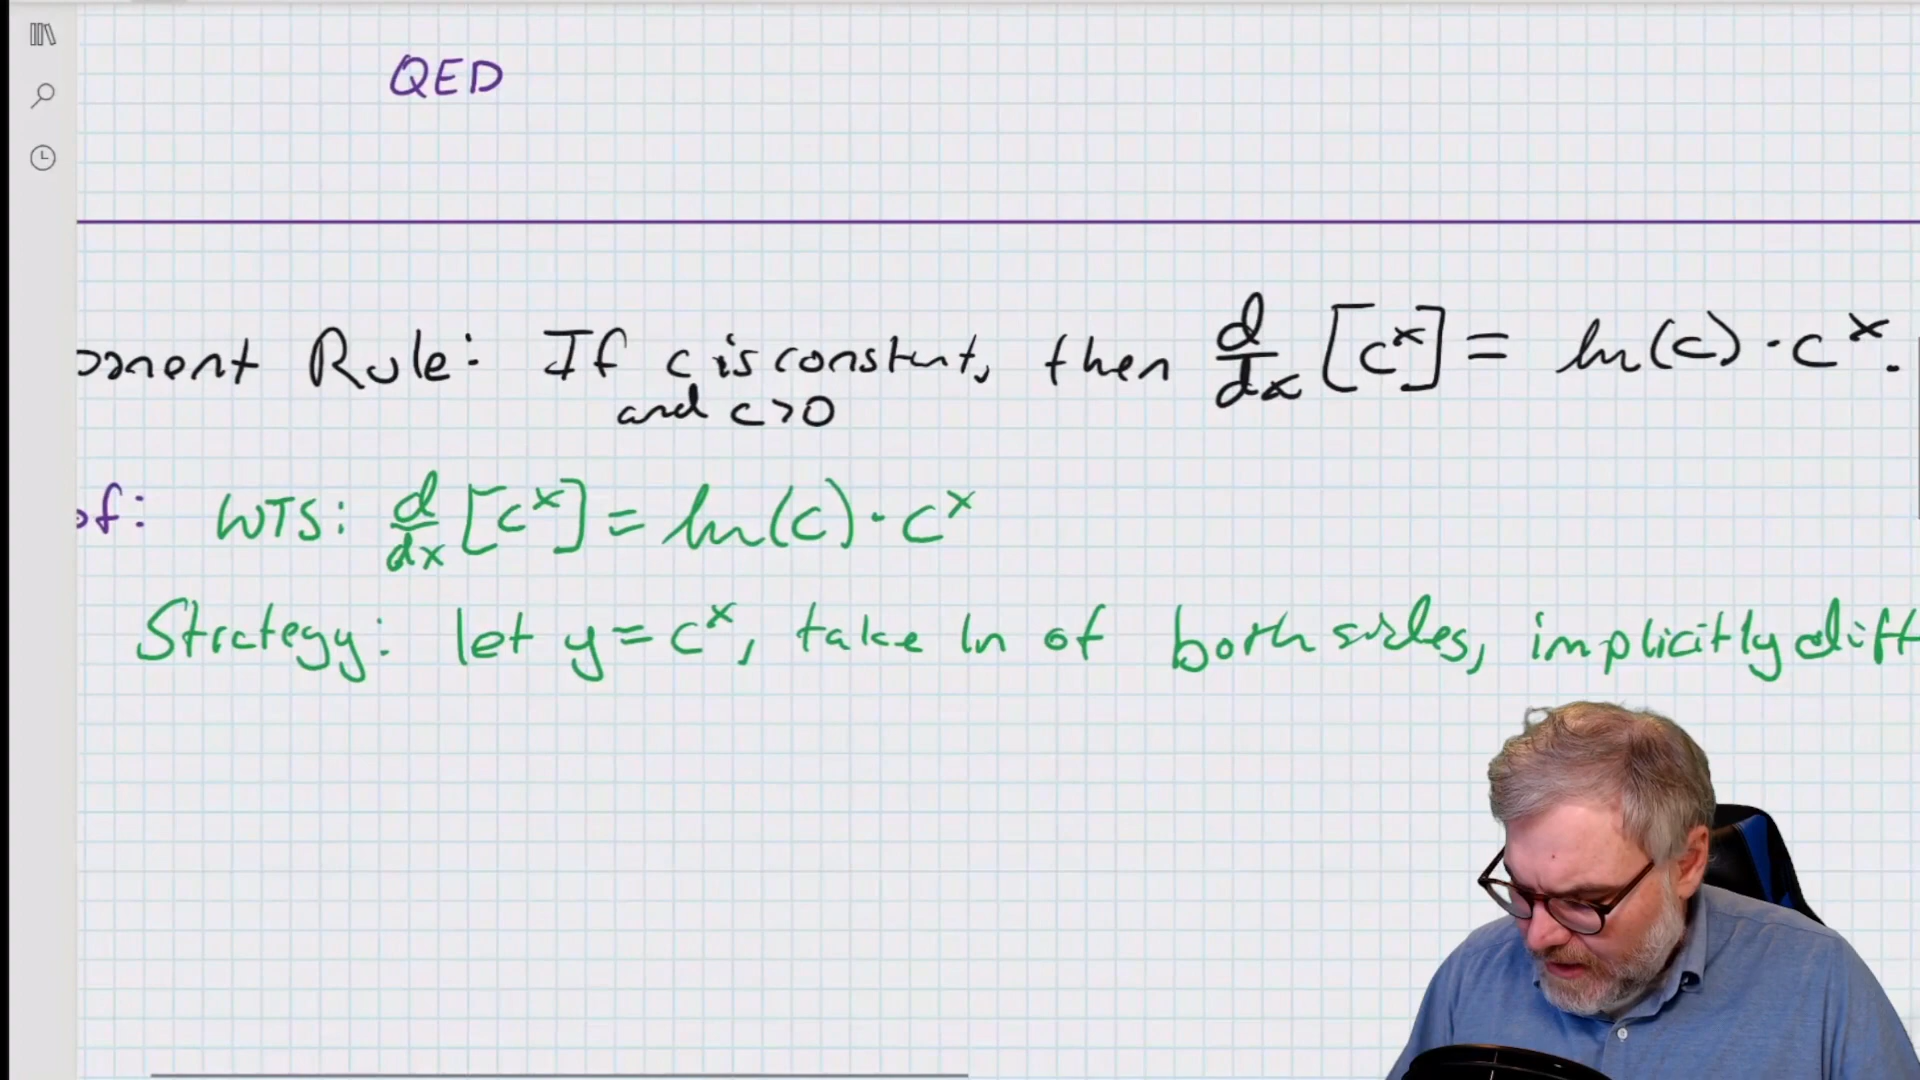 QED
onent Rule: If c is constant, then d/dx [c^x] = ln(c) · c^x.
and c>0
of: WTS: d/dx [c^x] = ln(c) · c^x
Strategy: let y = c^x, take ln of both sides, implicitly diff